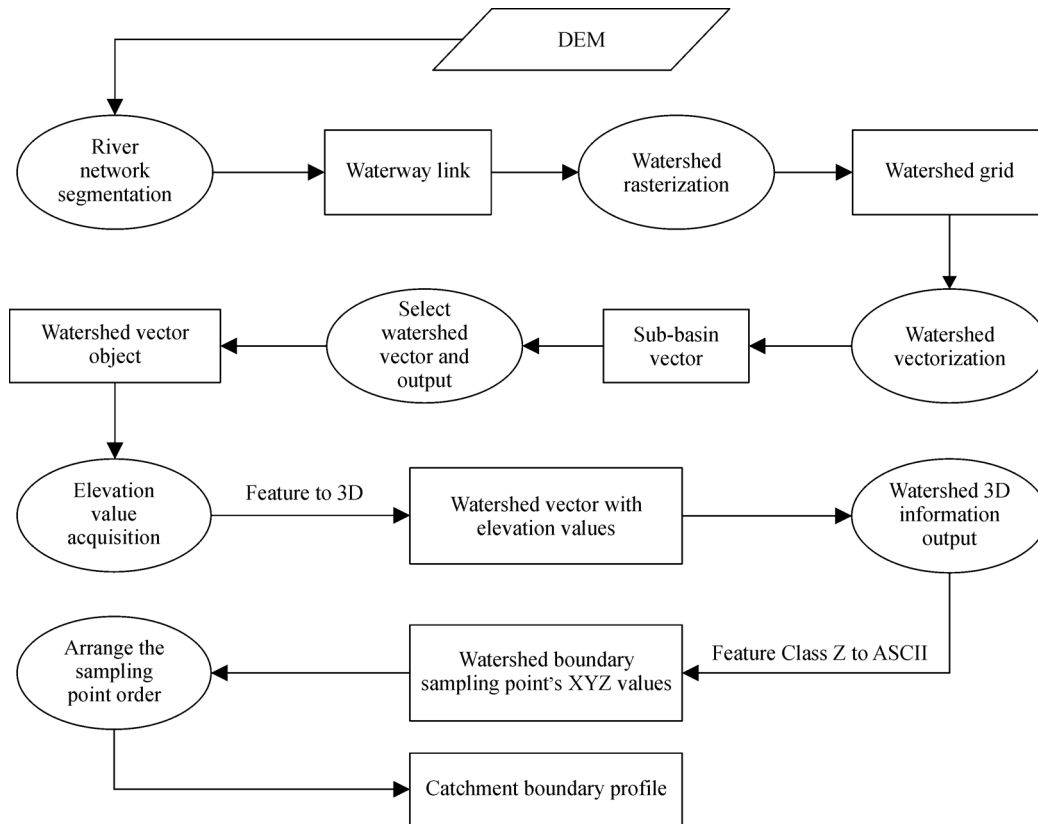 DEM
River
network
segmentation
Waterway link
Watershed
rasterization
Watershed grid
Watershed vector
object
Select
watershed
vector and
output
Sub-basin
vector
Watershed
vectorization
Elevation
value
acquisition
Feature to 3D
Watershed vector with
elevation values
Watershed 3D
information
output
Arrange the
sampling
point order
Watershed boundary
sampling point's XYZ values
Feature Class Z to ASCII
Catchment boundary profile